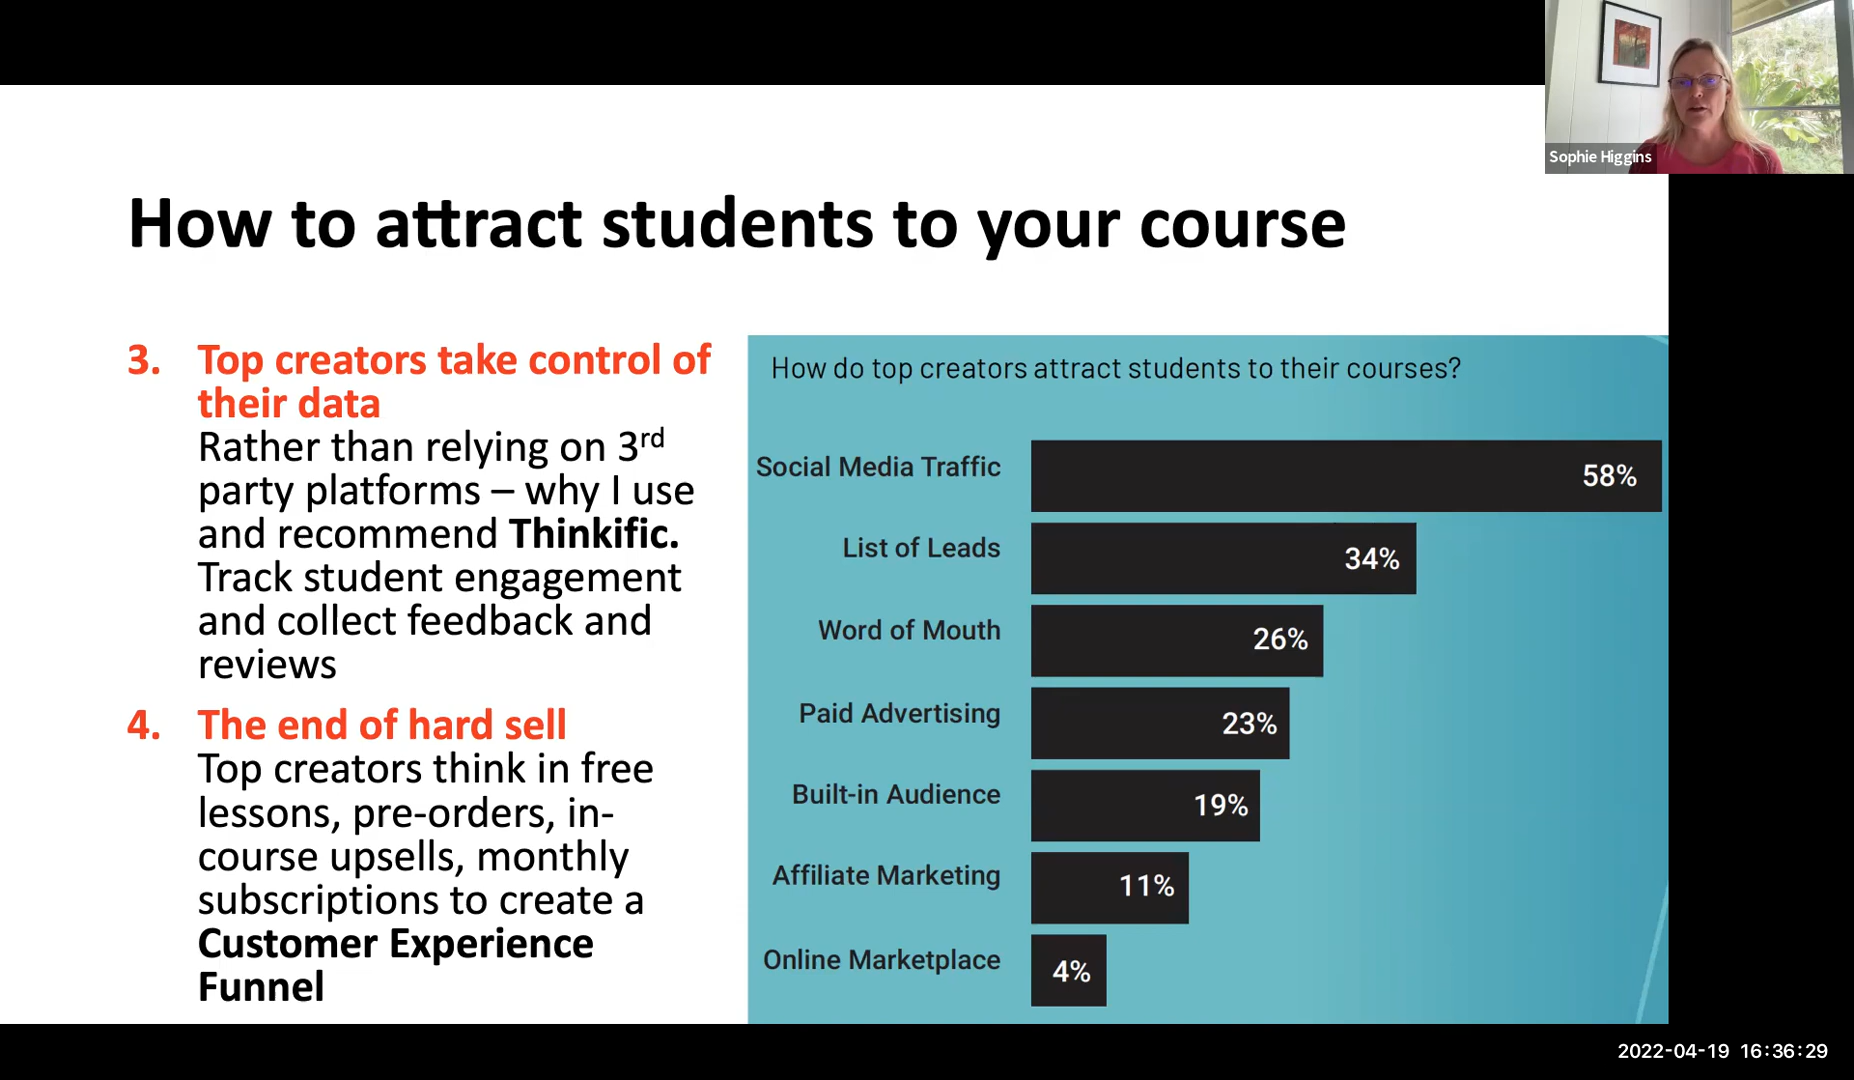 Sophie Higgins
How to attract students to your course
3. Top creators take control of
their data
Rather than relying on 3rd
party platforms – why I use
and recommend Thinkific.
Track student engagement
and collect feedback and
reviews
4. The end of hard sell
Top creators think in free
lessons, pre-orders, in-
course upsells, monthly
subscriptions to create a
Customer Experience
Funnel
How do top creators attract students to their courses?
Social Media Traffic 58%
List of Leads 34%
Word of Mouth 26%
Paid Advertising 23%
Built-in Audience 19%
Affiliate Marketing 11%
Online Marketplace 4%
2022-04-19 16:36:29